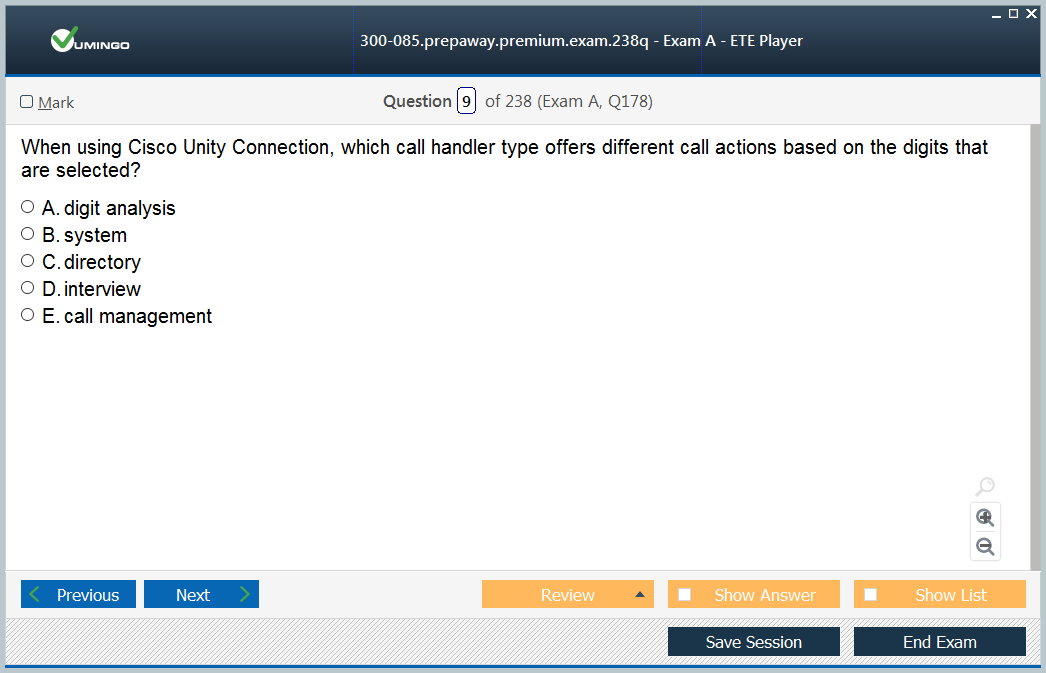 VUMINGO
300-085.prepaway.premium.exam.238q - Exam A - ETE Player
Mark
Question 9 of 238 (Exam A, Q178)
When using Cisco Unity Connection, which call handler type offers different call actions based on the digits that
are selected?
A. digit analysis
B. system
C. directory
D. interview
E. call management
Previous
Next
Review
Show Answer
Show List
Save Session
End Exam